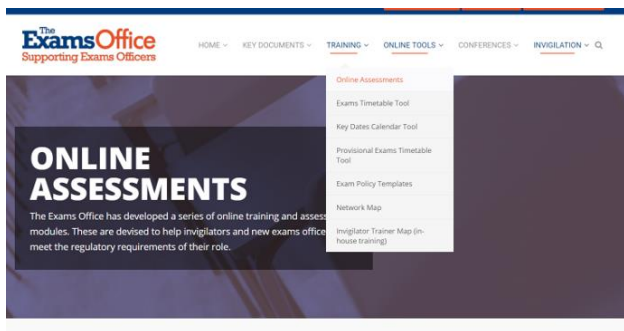 The
ExamsOffice
Supporting Exams Officers
HOME
KEY DOCUMENTS
TRAINING
ONLINE TOOLS
CONFERENCES
INVIGILATION
Online Assessments
Exams Timetable Tool
Key Dates Calendar Tool
Provisional Exams Timetable
Tool
Exam Policy Templates
Network Map
Invigilator Trainer Map (in-
house training)
ONLINE
ASSESSMENTS
The Exams Office has developed a series of online training and assess
modules. These are devised to help invigilators and new exams office
meet the regulatory requirements of their role.